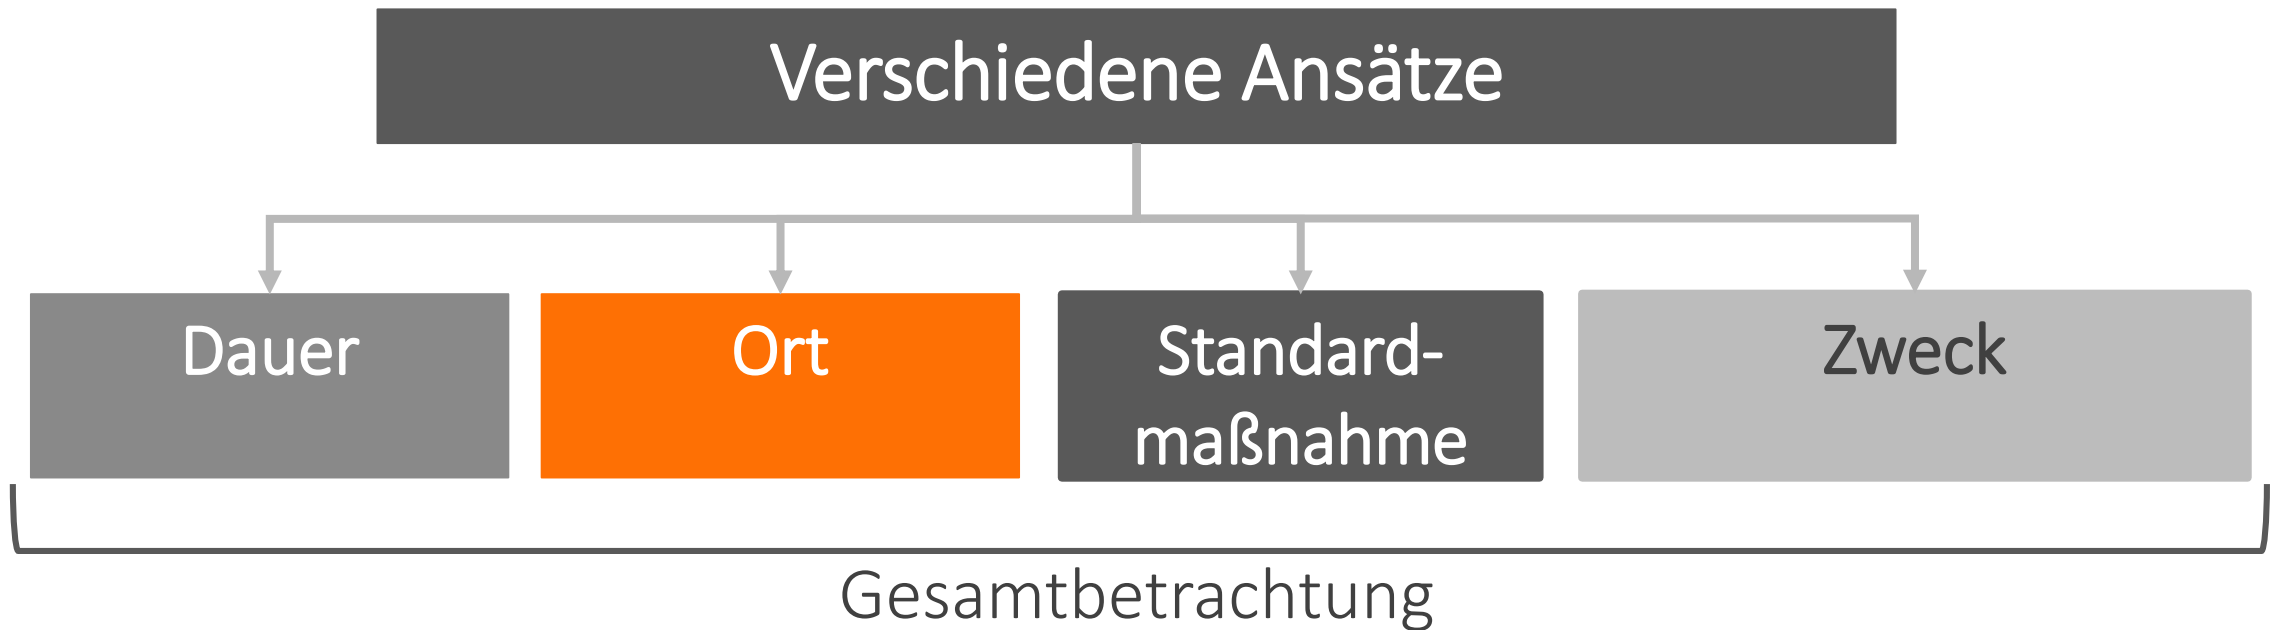 Verschiedene Ansätze
Dauer
Ort
Standard-
maßnahme
Zweck
Gesamtbetrachtung